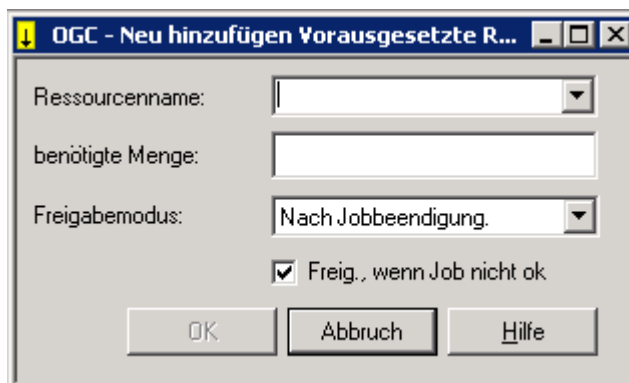 OGC - Neu hinzufügen Vorausgesetzte R...
Ressourcenname:
benötigte Menge:
Freigabemodus: Nach Jobbeendigung.
Freig., wenn Job nicht ok
OK Abbruch Hilfe